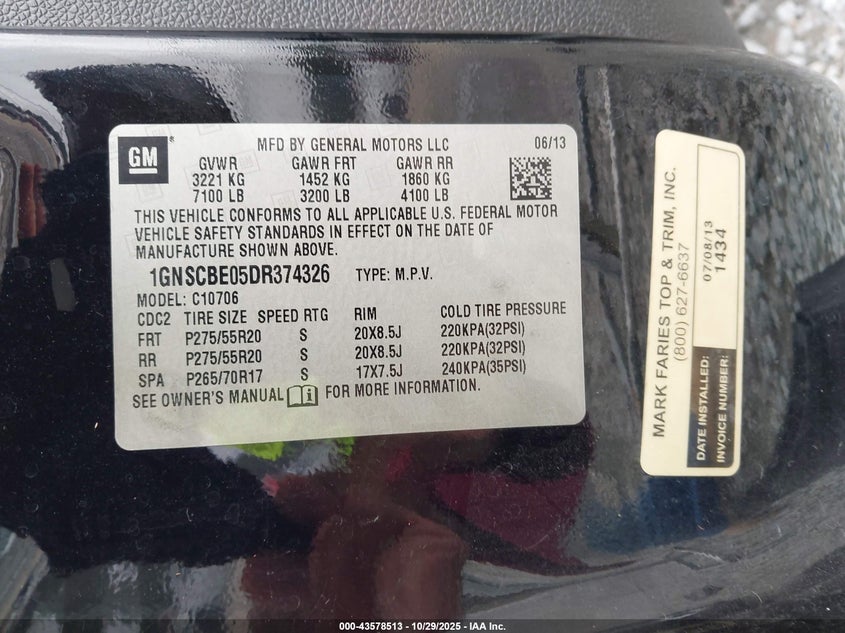 GM
MFD BY GENERAL MOTORS LLC 06/13
GVWR GAWR FRT GAWR RR
3221 KG 1452 KG 1860 KG
7100 LB 3200 LB 4100 LB
THIS VEHICLE CONFORMS TO ALL APPLICABLE U.S. FEDERAL MOTOR
VEHICLE SAFETY STANDARDS IN EFFECT ON THE DATE OF
MANUFACTURE SHOWN ABOVE.
1GNSCBE05DR374326 TYPE: M.P.V.
MODEL: C10706
CDC2 TIRE SIZE SPEED RTG RIM COLD TIRE PRESSURE
FRT P275/55R20 S 20X8.5J 220KPA(32PSI)
RR P275/55R20 S 20X8.5J 220KPA(32PSI)
SPA P265/70R17 S 17X7.5J 240KPA(35PSI)
SEE OWNER'S MANUAL FOR MORE INFORMATION.
MARK FARIES TOP & TRIM, INC.
(800) 627-6637
DATE INSTALLED: 07/08/13
INVOICE NUMBER: 1434
000-43578513 - 10/29/2025 - IAA Inc.